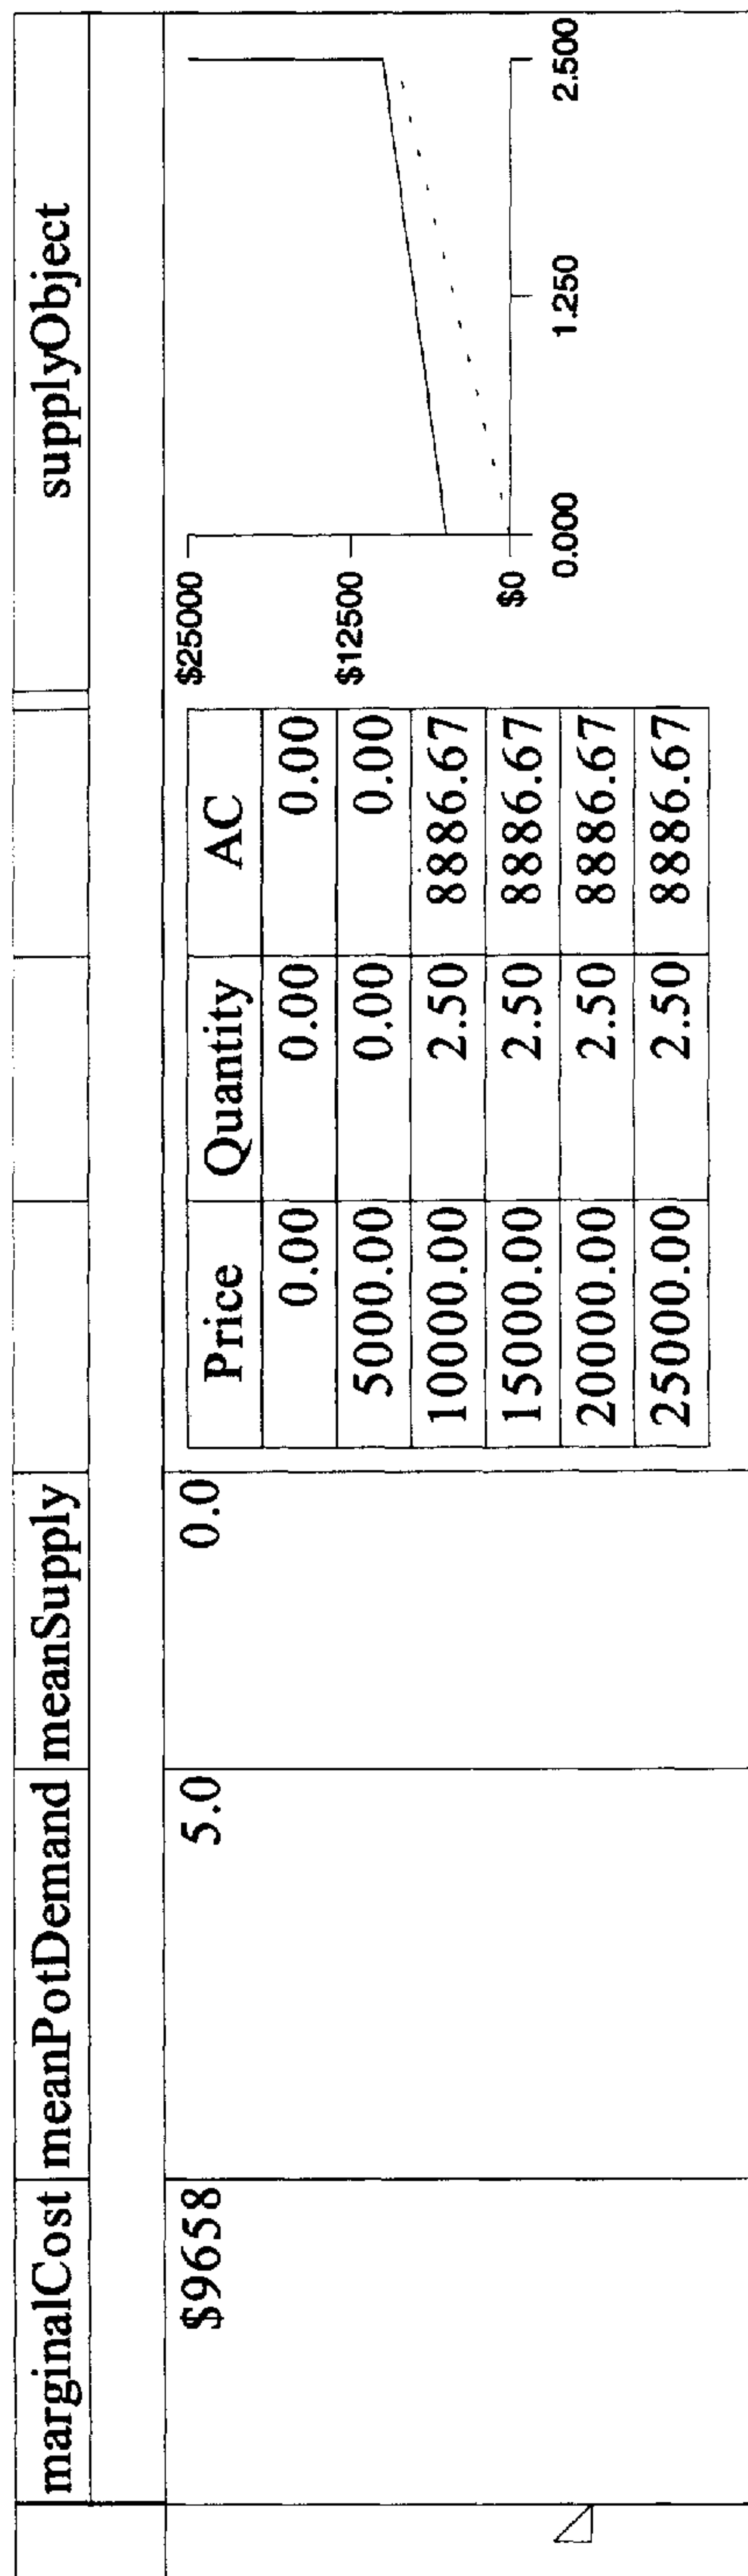 marginalCost meanPotDemand meanSupply supplyObject
$9658 5.0 0.0
Price Quantity AC
0.00 0.00 0.00
5000.00 0.00 0.00
10000.00 2.50 8886.67
15000.00 2.50 8886.67
20000.00 2.50 8886.67
25000.00 2.50 8886.67
$25000
$12500
$0
0.000 1.250 2.500